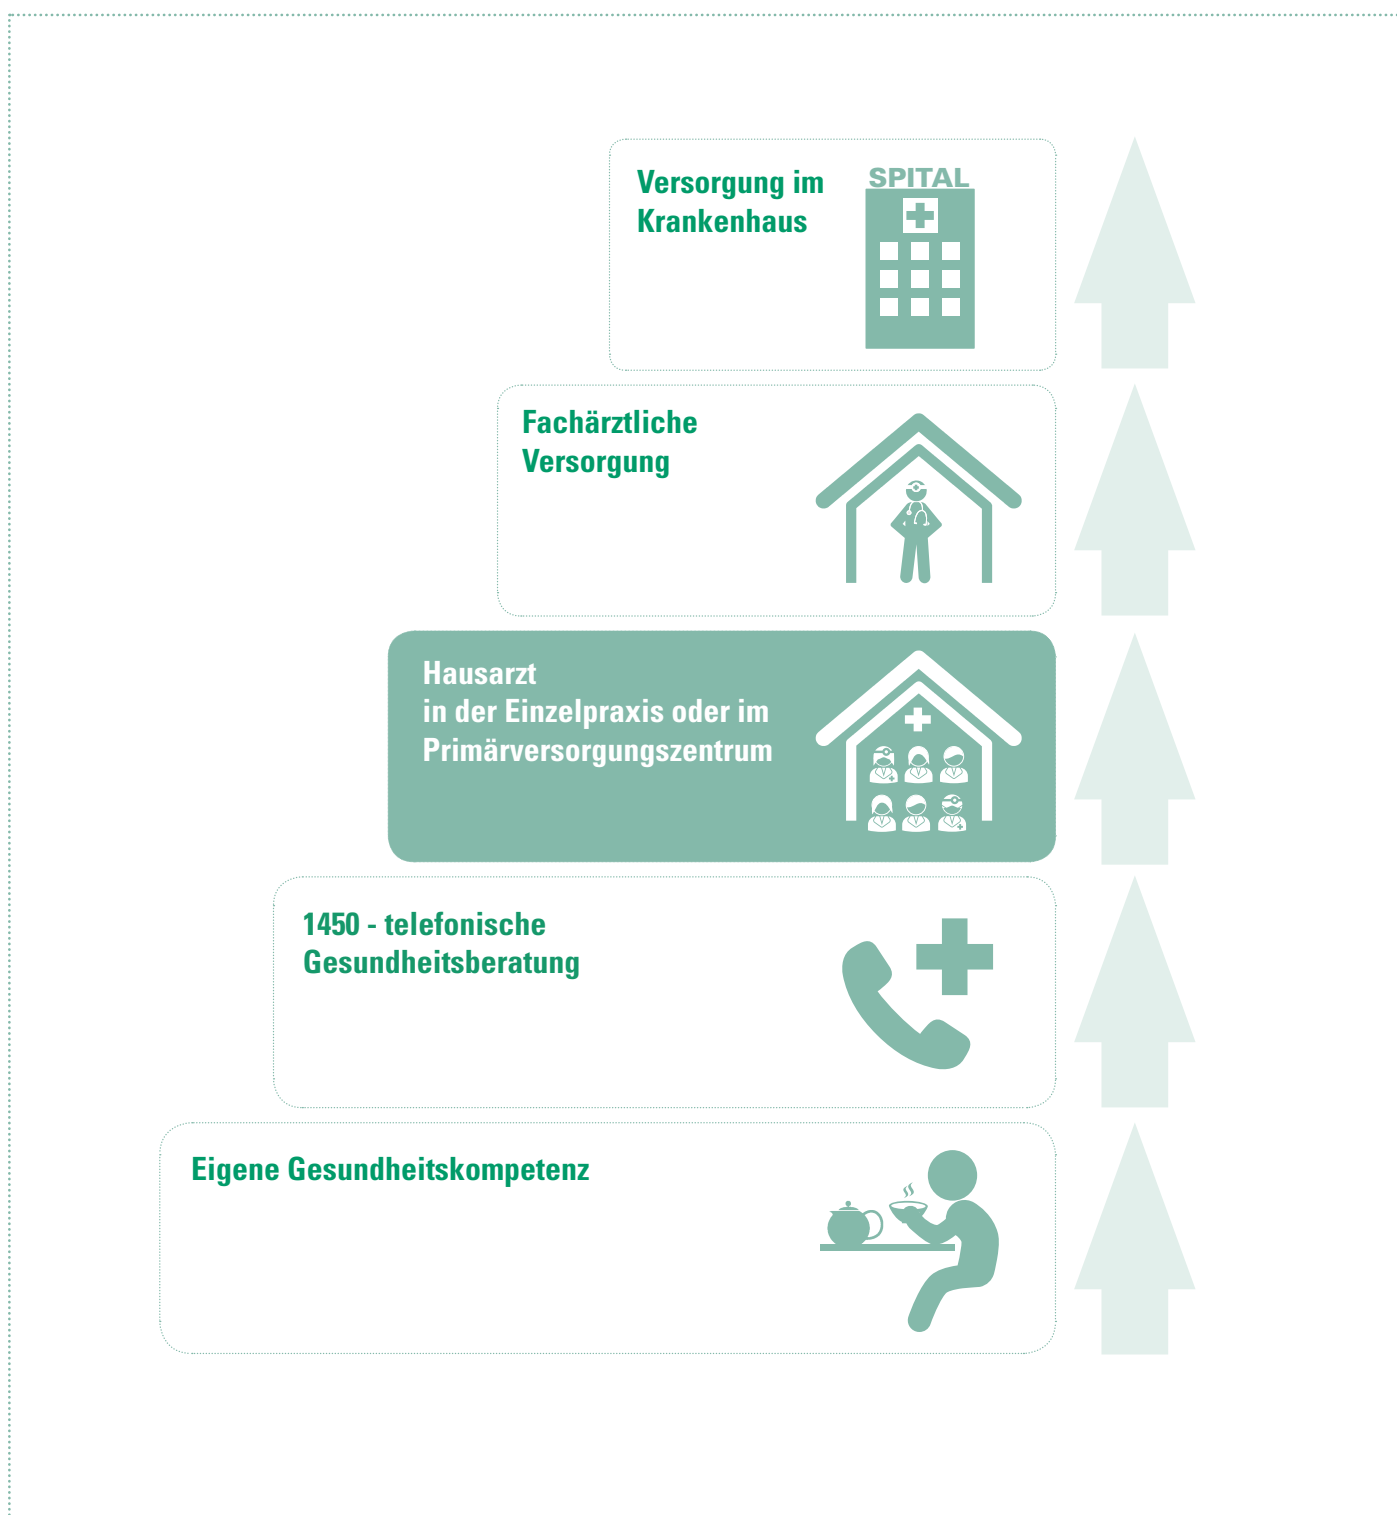 Versorgung im
Krankenhaus
SPITAL
Fachärztliche
Versorgung
Hausarzt
in der Einzelpraxis oder im
Primärversorgungszentrum
1450 - telefonische
Gesundheitsberatung
Eigene Gesundheitskompetenz